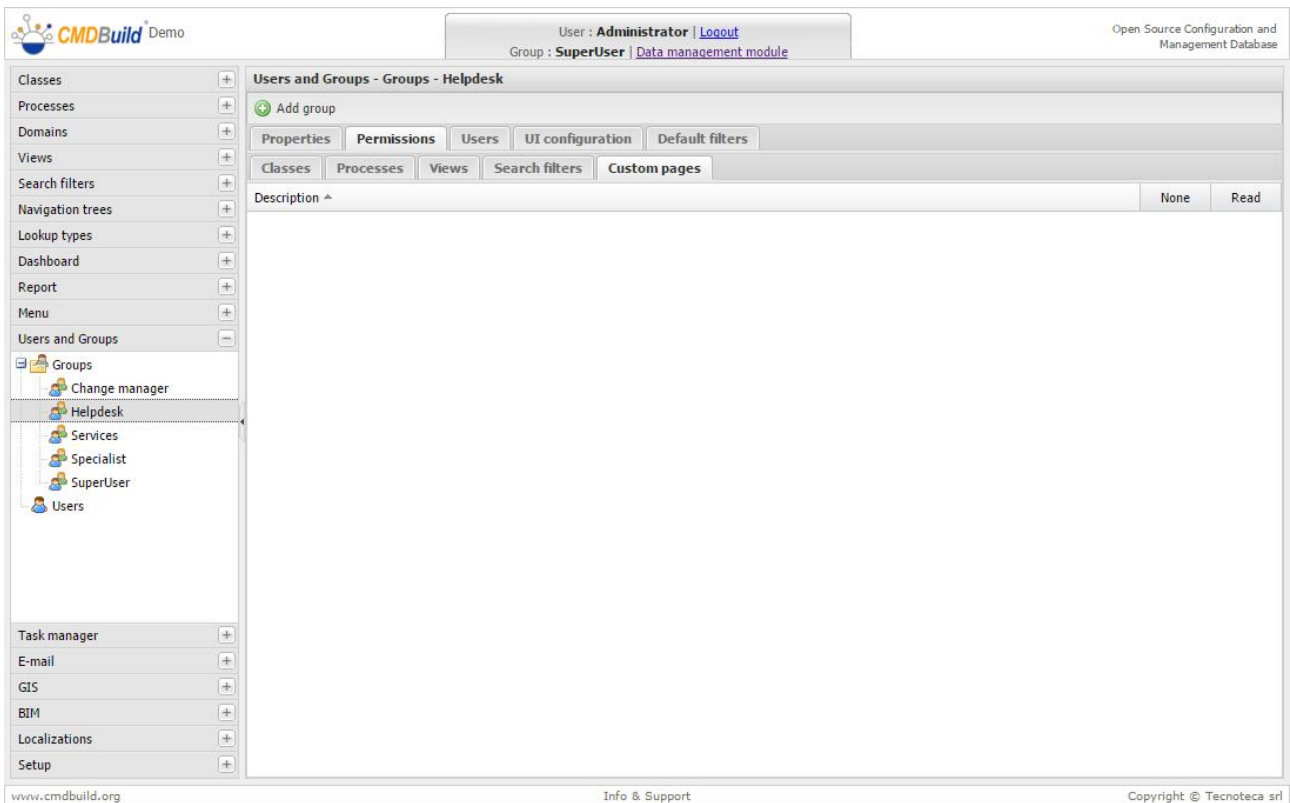 CMDBuild Demo
User : Administrator | Logout
Group : SuperUser | Data management module
Open Source Configuration and
Management Database
Classes
Processes
Domains
Views
Search filters
Navigation trees
Lookup types
Dashboard
Report
Menu
Users and Groups
Groups
Change manager
Helpdesk
Services
Specialist
SuperUser
Users
Task manager
E-mail
GIS
BIM
Localizations
Setup
Users and Groups - Groups - Helpdesk
Add group
Properties Permissions Users UI configuration Default filters
Classes Processes Views Search filters Custom pages
Description None Read
www.cmdbuild.org Info & Support Copyright © Tecnoteca srl